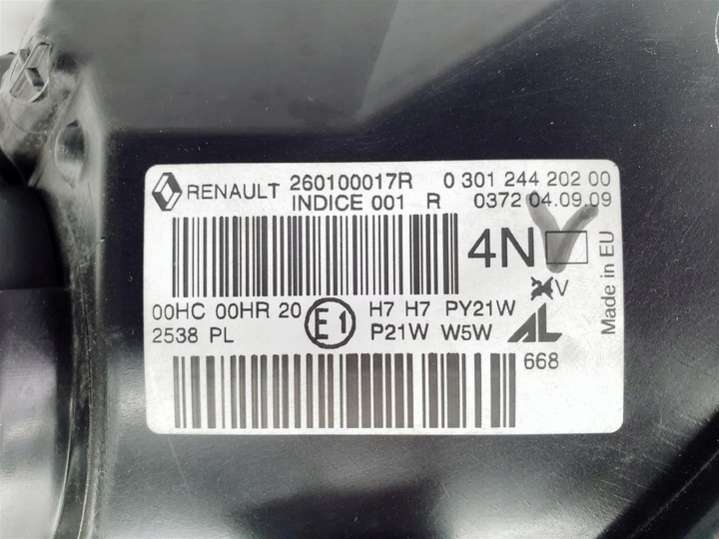 RENAULT 260100017R 0 301 244 202 00
INDICE 001 R 0372 04.09.09
4N Y
V
Made in EU
00HC 00HR 20 E1 H7 H7 PY21W
2538 PL P21W W5W AL
668